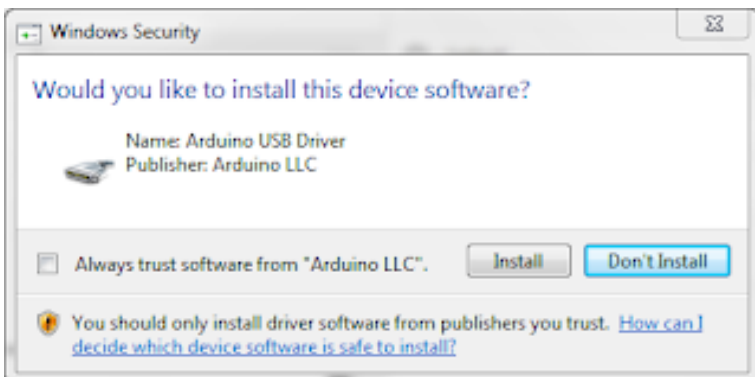 Windows Security
Would you like to install this device software?
Name: Arduino USB Driver
Publisher: Arduino LLC
Always trust software from "Arduino LLC".
Install
Don't Install
You should only install driver software from publishers you trust. How can I
decide which device software is safe to install?